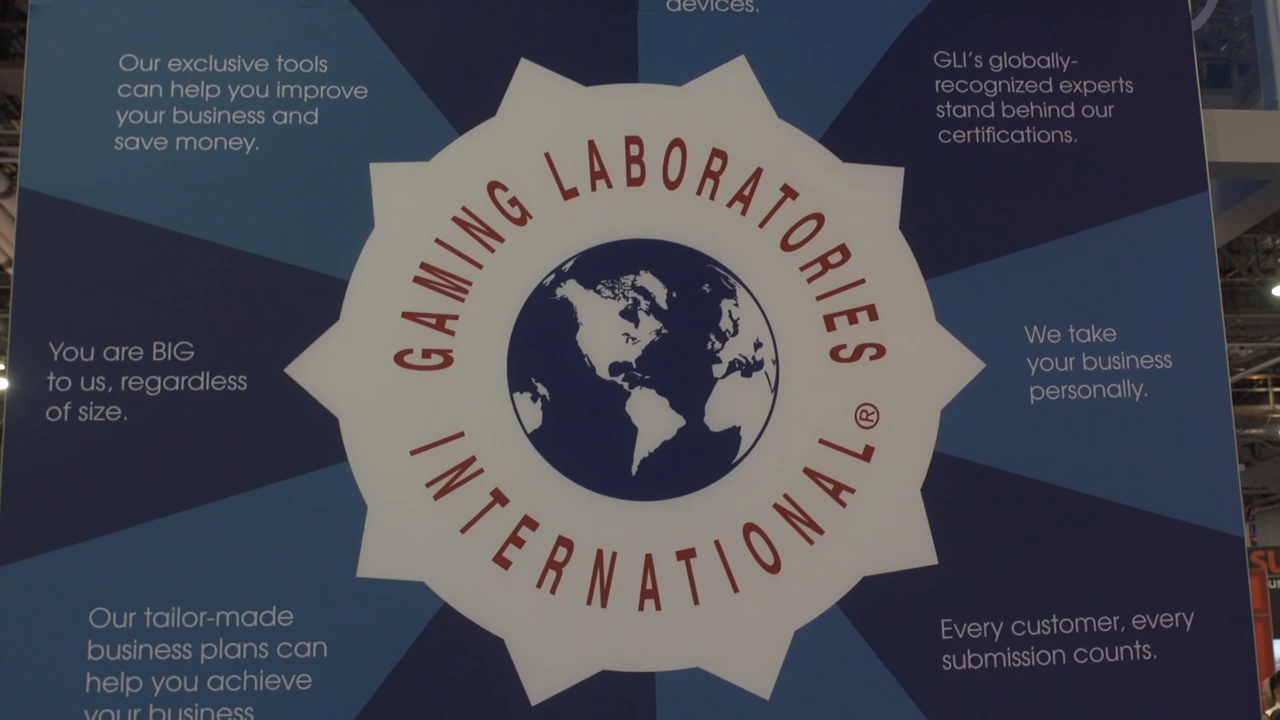 devices.
Our exclusive tools
can help you improve
your business and
save money.
GLI's globally-
recognized experts
stand behind our
certifications.
GAMING LABORATORIES
INTERNATIONAL®
You are BIG
to us, regardless
of size.
We take
your business
personally.
Our tailor-made
business plans can
help you achieve
your business
Every customer, every
submission counts.